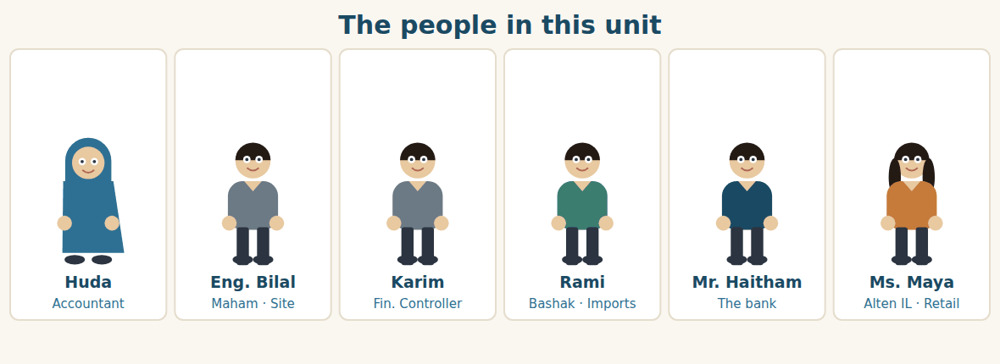 The people in this unit
Huda
Accountant
Eng. Bilal
Maham · Site
Karim
Fin. Controller
Rami
Bashak · Imports
Mr. Haitham
The bank
Ms. Maya
Alten IL · Retail